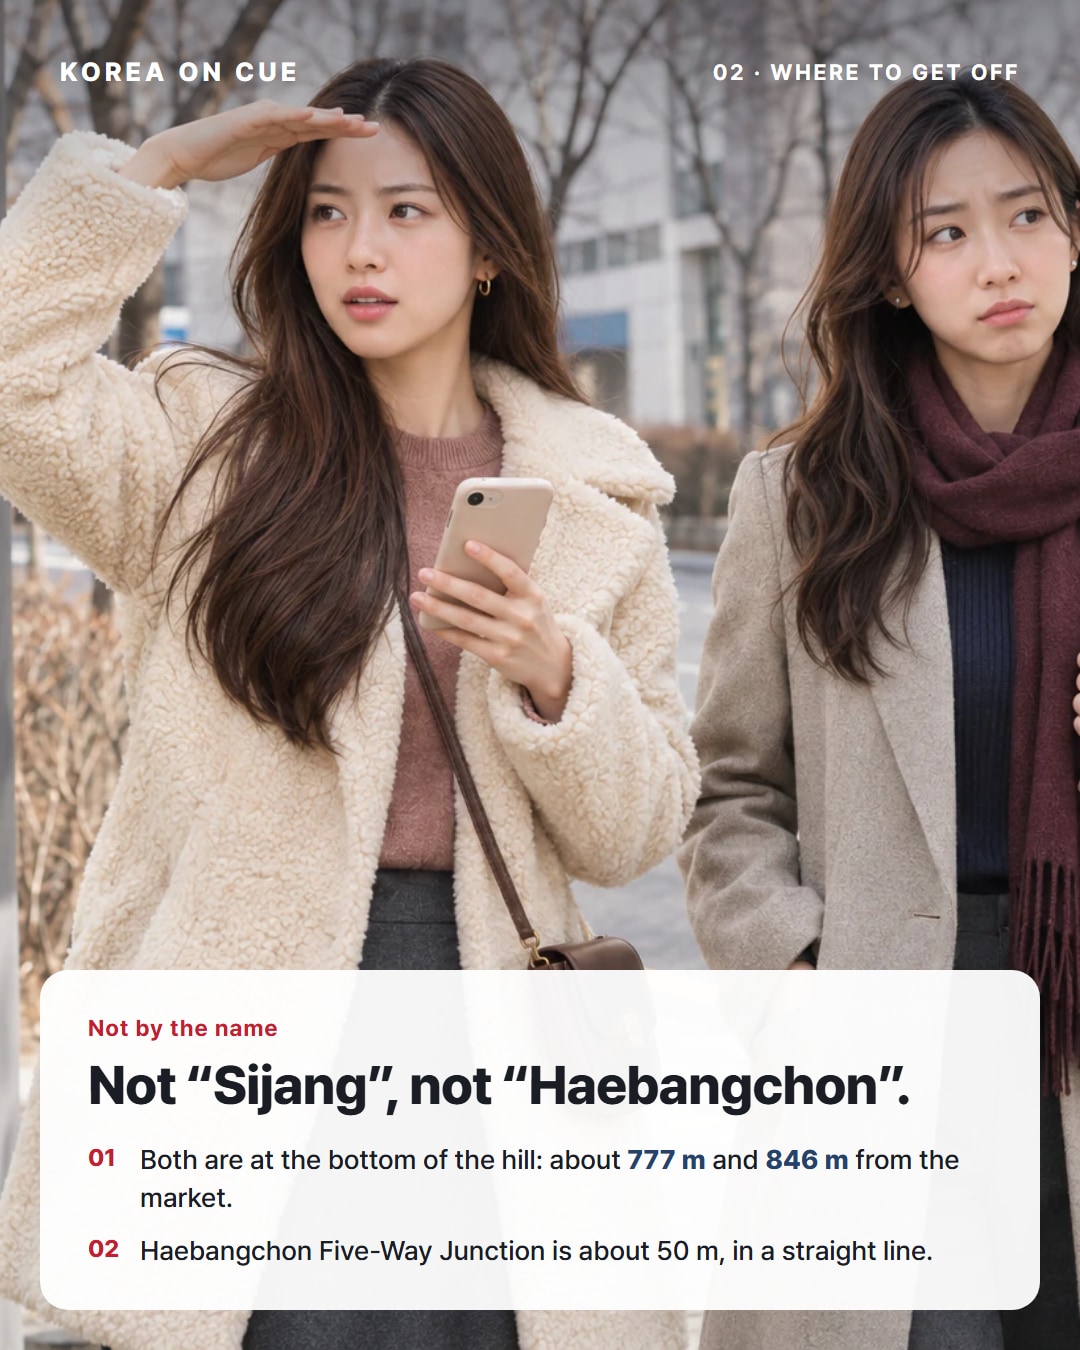 KOREA ON CUE
02 · WHERE TO GET OFF
Not by the name
Not “Sijang”, not “Haebangchon”.
01 Both are at the bottom of the hill: about 777 m and 846 m from the
market.
02 Haebangchon Five-Way Junction is about 50 m, in a straight line.